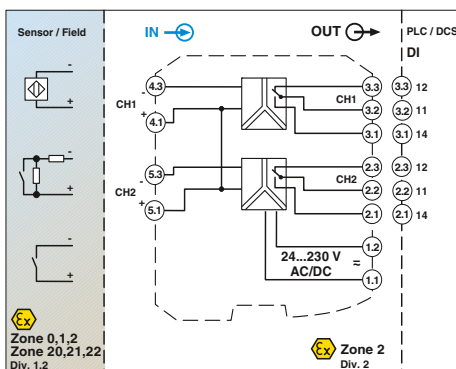 Sensor / Field
IN
OUT
PLC / DCS
DI
-
+
-
+
-
+
4.3
-
CH1
+
4.1
5.3
-
CH2
+
5.1
3.3
CH1
3.2
3.1
2.3
CH2
2.2
2.1
1.2
24...230 V
AC/DC
≈
1.1
3.3 12
3.2 11
3.1 14
2.3 12
2.2 11
2.1 14
Ex
Zone 0,1,2
Zone 20,21,22
Div. 1,2
Ex Zone 2
Div. 2